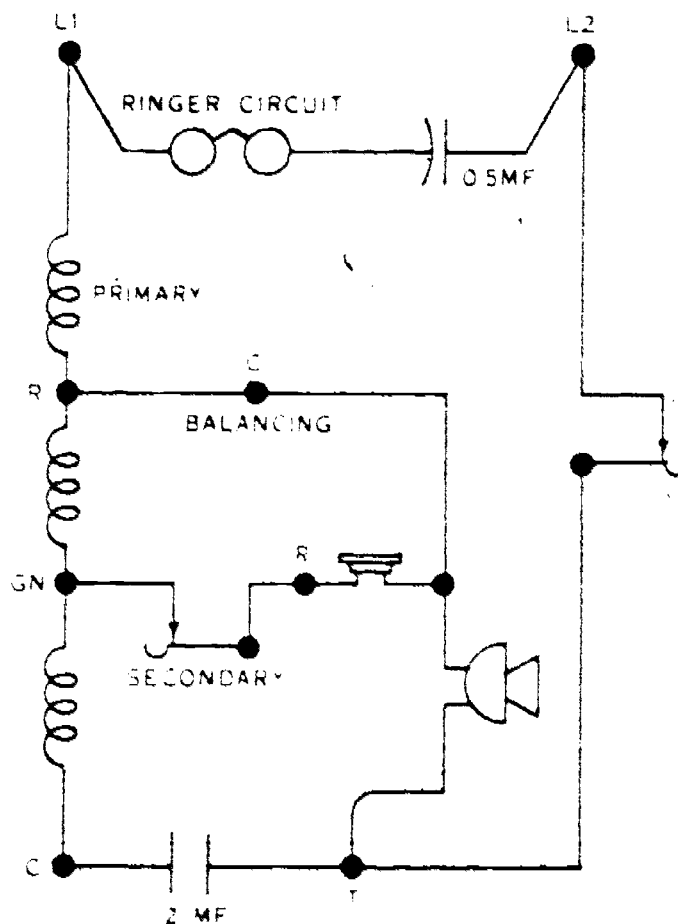 L1 L2
RINGER CIRCUIT
0.5MF
PRIMARY
R C
BALANCING
R
GN
SECONDARY
C
T
2 MF